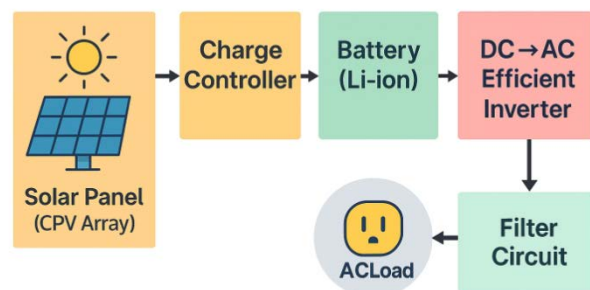 Solar Panel
(CPV Array)
Charge
Controller
Battery
(Li-ion)
DC→AC
Efficient
Inverter
Filter
Circuit
ACLoad